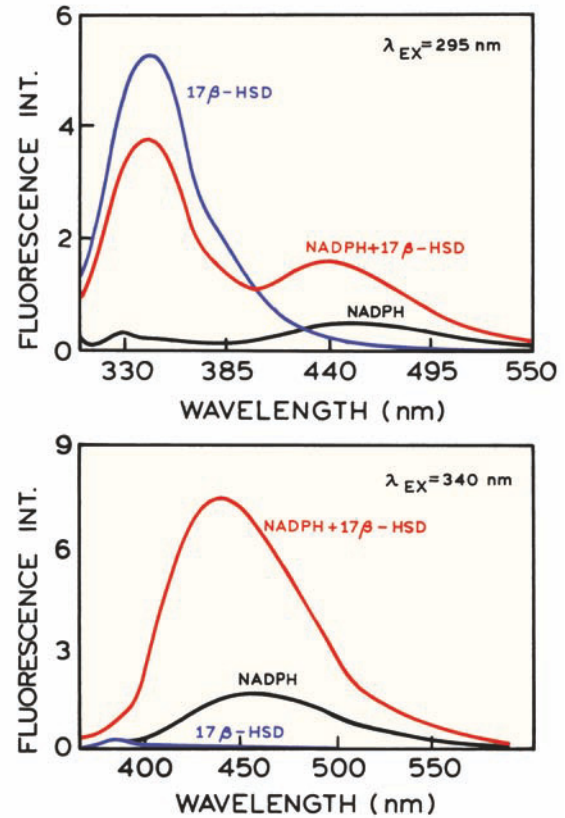 6
λ EX = 295 nm
17β-HSD
4
2
NADPH+17β-HSD
NADPH
0
330 385 440 495 550
WAVELENGTH (nm)
FLUORESCENCE INT.
9
λ EX = 340 nm
NADPH+17β-HSD
6
3
NADPH
17β-HSD
0
400 450 500 550
WAVELENGTH (nm)
FLUORESCENCE INT.